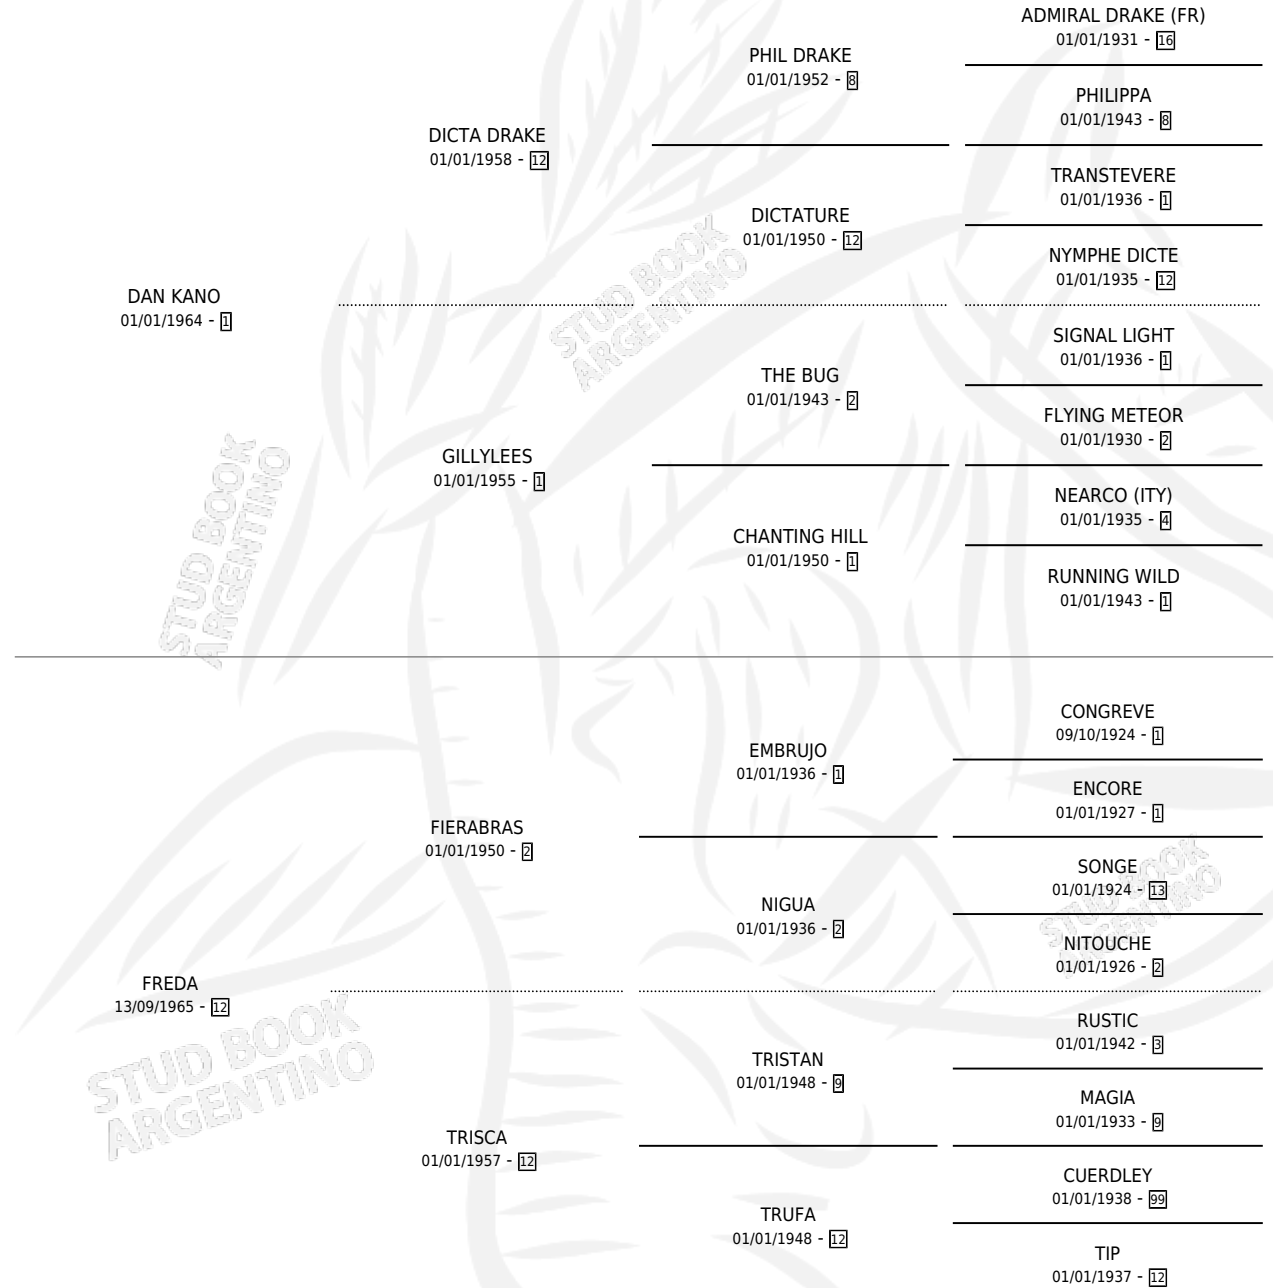 ADMIRAL DRAKE (FR)
01/01/1931 - 16
PHIL DRAKE
01/01/1952 - 8
PHILIPPA
01/01/1943 - 8
DICTA DRAKE
01/01/1958 - 12
TRANSTEVERE
01/01/1936 - 1
DICTATURE
01/01/1950 - 12
NYMPHE DICTE
01/01/1935 - 12
DAN KANO
01/01/1964 - 1
SIGNAL LIGHT
01/01/1936 - 1
THE BUG
01/01/1943 - 2
FLYING METEOR
01/01/1930 - 2
GILLYLEES
01/01/1955 - 1
NEARCO (ITY)
01/01/1935 - 4
CHANTING HILL
01/01/1950 - 1
RUNNING WILD
01/01/1943 - 1
CONGREVE
09/10/1924 - 1
EMBRUJO
01/01/1936 - 1
ENCORE
01/01/1927 - 1
FIERABRAS
01/01/1950 - 2
SONGE
01/01/1924 - 13
NIGUA
01/01/1936 - 2
NITOUCHE
01/01/1926 - 2
FREDA
13/09/1965 - 12
RUSTIC
01/01/1942 - 3
TRISTAN
01/01/1948 - 9
MAGIA
01/01/1933 - 9
TRISCA
01/01/1957 - 12
CUERDLEY
01/01/1938 - 99
TRUFA
01/01/1948 - 12
TIP
01/01/1937 - 12
STUD BOOK
ARGENTINO
STUD BOOK
ARGENTINO
STUD BOOK
ARGENTINO
STUD BOOK
ARGENTINO